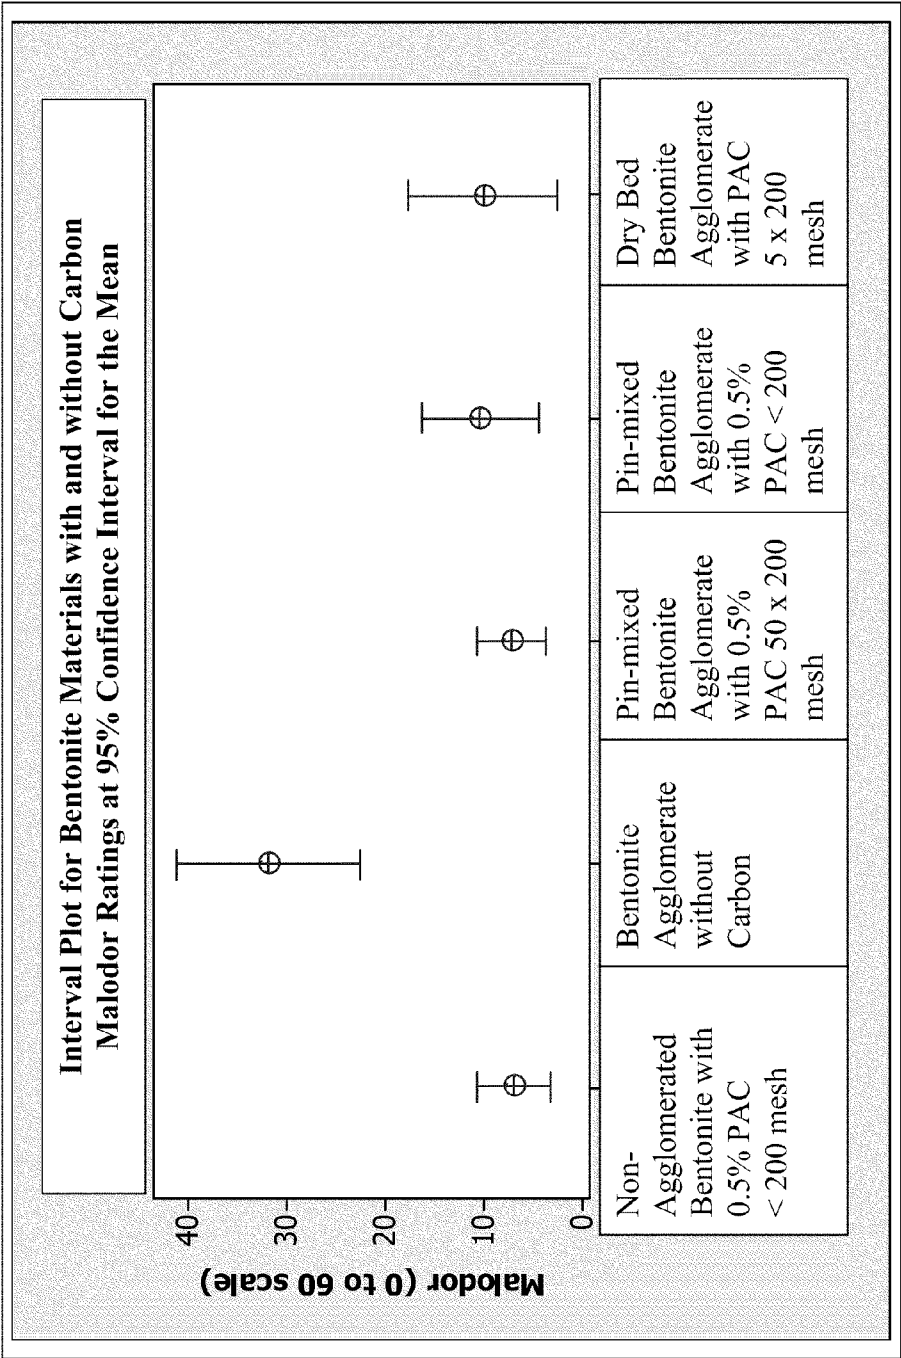 Interval Plot for Bentonite Materials with and without Carbon
Malodor Ratings at 95% Confidence Interval for the Mean
Malodor (0 to 60 scale)
40
30
20
10
0
Non-
Agglomerated
Bentonite with
0.5% PAC
< 200 mesh
Bentonite
Agglomerate
without
Carbon
Pin-mixed
Bentonite
Agglomerate
with 0.5%
PAC 50 x 200
mesh
Pin-mixed
Bentonite
Agglomerate
with 0.5%
PAC < 200
mesh
Dry Bed
Bentonite
Agglomerate
with PAC
5 x 200
mesh